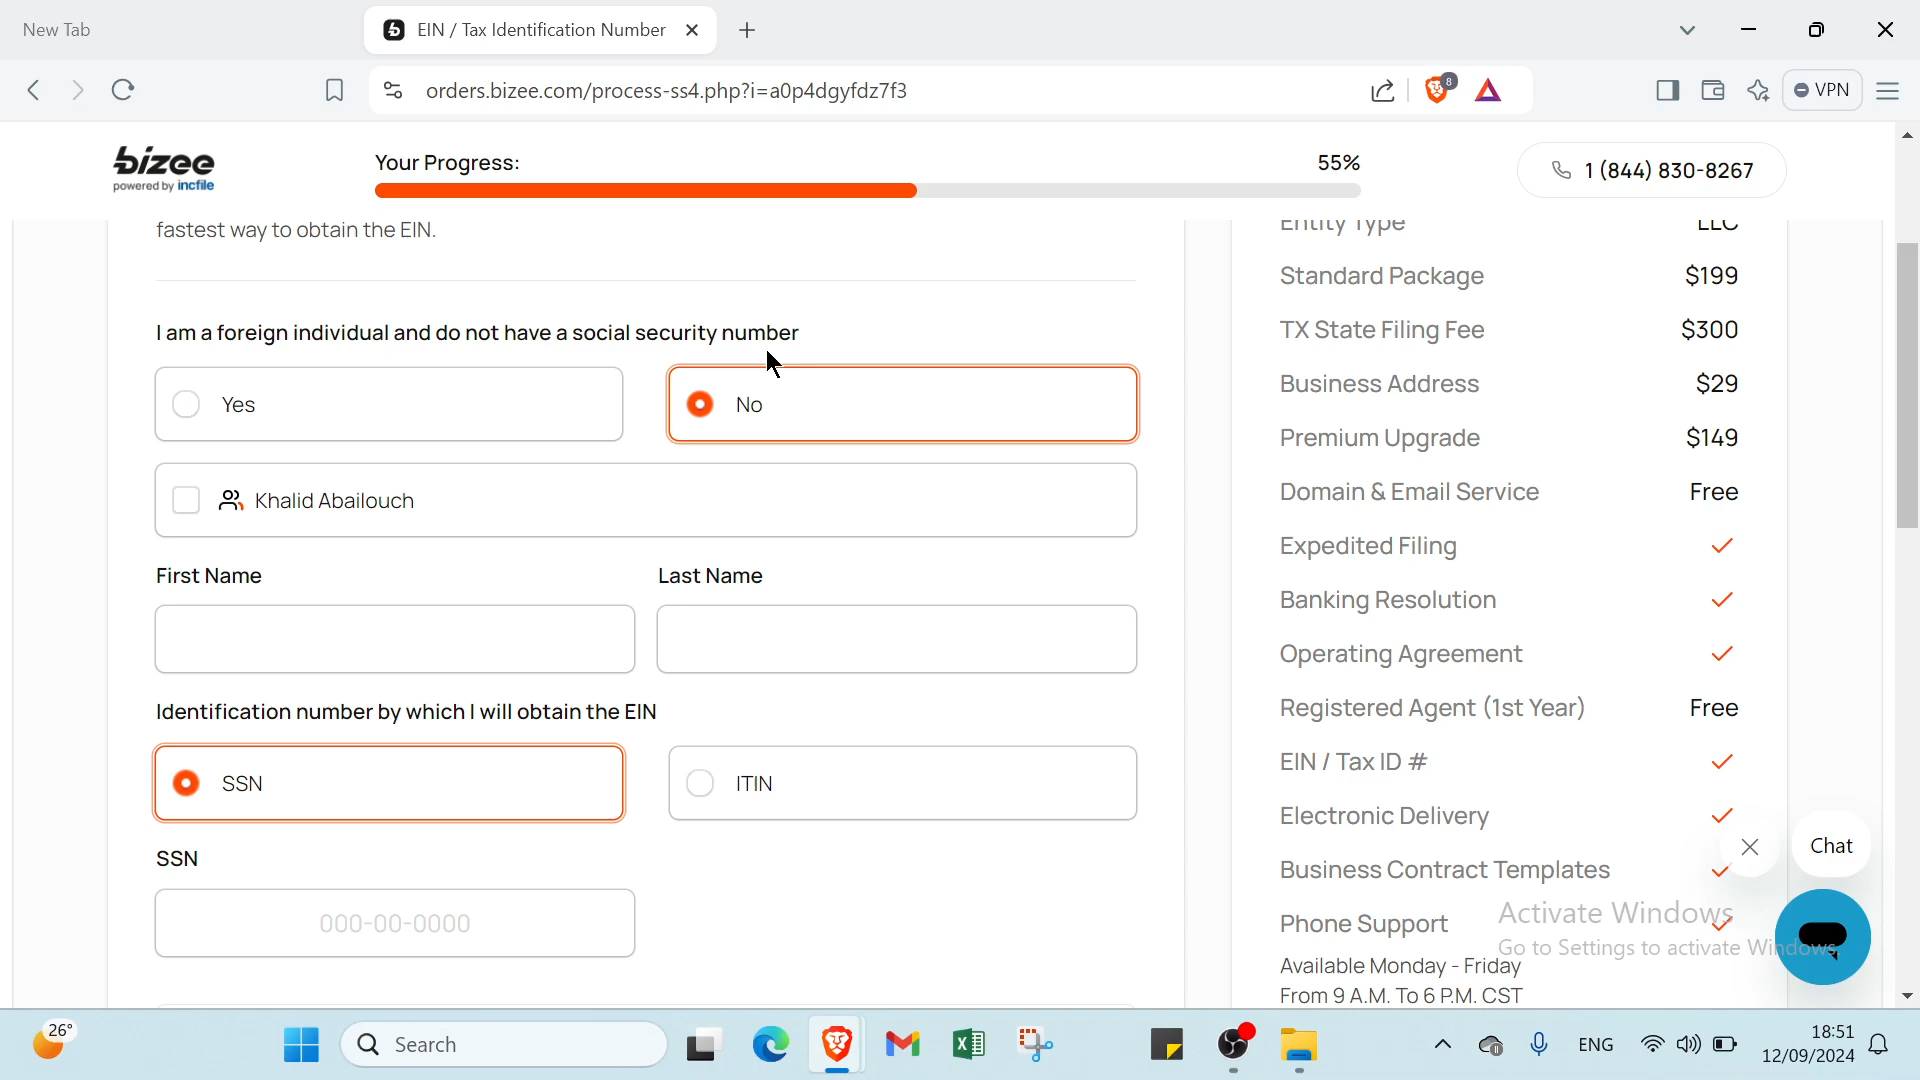 New Tab
EIN / Tax Identification Number
orders.bizee.com/process-ss4.php?i=a0p4dgyfdz7f3
8
VPN
bizee
powered by incfile
Your Progress:
55%
1 (844) 830-8267
fastest way to obtain the EIN.
I am a foreign individual and do not have a social security number
Yes
No
Khalid Abailouch
First Name
Last Name
Identification number by which I will obtain the EIN
SSN
ITIN
SSN
000-00-0000
Entity Type LLC
Standard Package $199
TX State Filing Fee $300
Business Address $29
Premium Upgrade $149
Domain & Email Service Free
Expedited Filing
Banking Resolution
Operating Agreement
Registered Agent (1st Year) Free
EIN / Tax ID #
Electronic Delivery
Business Contract Templates
Phone Support
Available Monday - Friday
From 9 A.M. To 6 P.M. CST
Chat
Activate Windows
Go to Settings to activate Windows.
26°
Search
ENG
18:51
12/09/2024